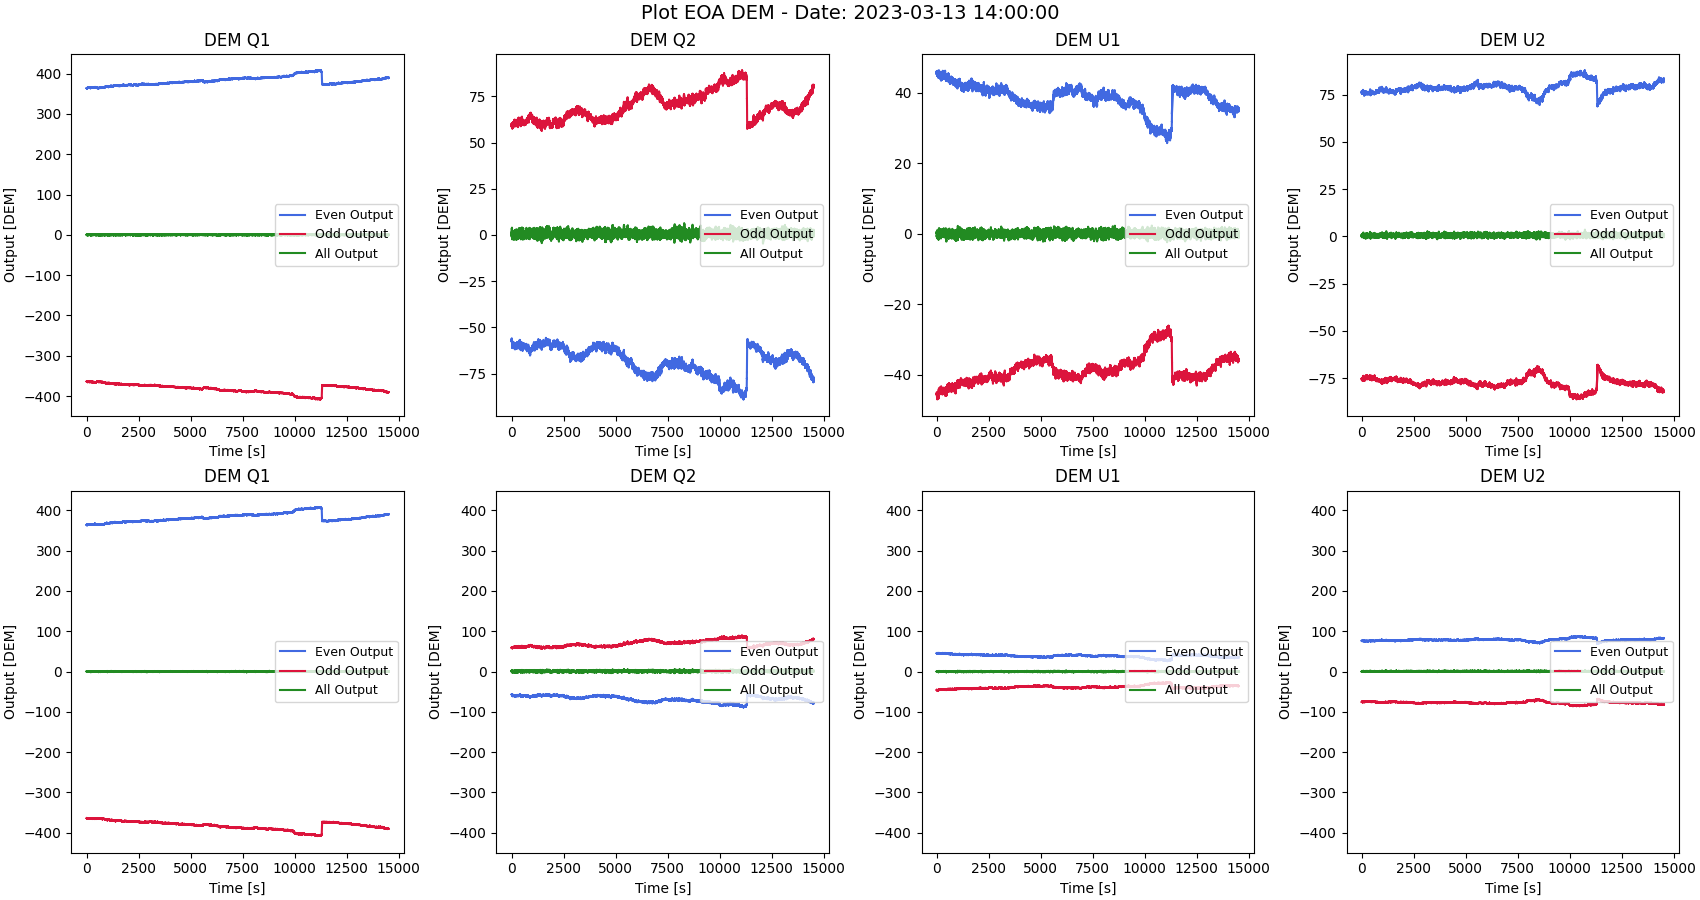 Plot EOA DEM - Date: 2023-03-13 14:00:00
DEM Q1
Output [DEM]
400
300
200
100
0
−100
−200
−300
−400
Even Output
Odd Output
All Output
0 2500 5000 7500 10000 12500 15000
Time [s]
DEM Q2
Output [DEM]
75
50
25
0
−25
−50
−75
Even Output
Odd Output
All Output
0 2500 5000 7500 10000 12500 15000
Time [s]
DEM U1
Output [DEM]
40
20
0
−20
−40
Even Output
Odd Output
All Output
0 2500 5000 7500 10000 12500 15000
Time [s]
DEM U2
Output [DEM]
75
50
25
0
−25
−50
−75
Even Output
Odd Output
All Output
0 2500 5000 7500 10000 12500 15000
Time [s]
DEM Q1
Output [DEM]
400
300
200
100
0
−100
−200
−300
−400
Even Output
Odd Output
All Output
0 2500 5000 7500 10000 12500 15000
Time [s]
DEM Q2
Output [DEM]
400
300
200
100
0
−100
−200
−300
−400
Even Output
Odd Output
All Output
0 2500 5000 7500 10000 12500 15000
Time [s]
DEM U1
Output [DEM]
400
300
200
100
0
−100
−200
−300
−400
Even Output
Odd Output
All Output
0 2500 5000 7500 10000 12500 15000
Time [s]
DEM U2
Output [DEM]
400
300
200
100
0
−100
−200
−300
−400
Even Output
Odd Output
All Output
0 2500 5000 7500 10000 12500 15000
Time [s]